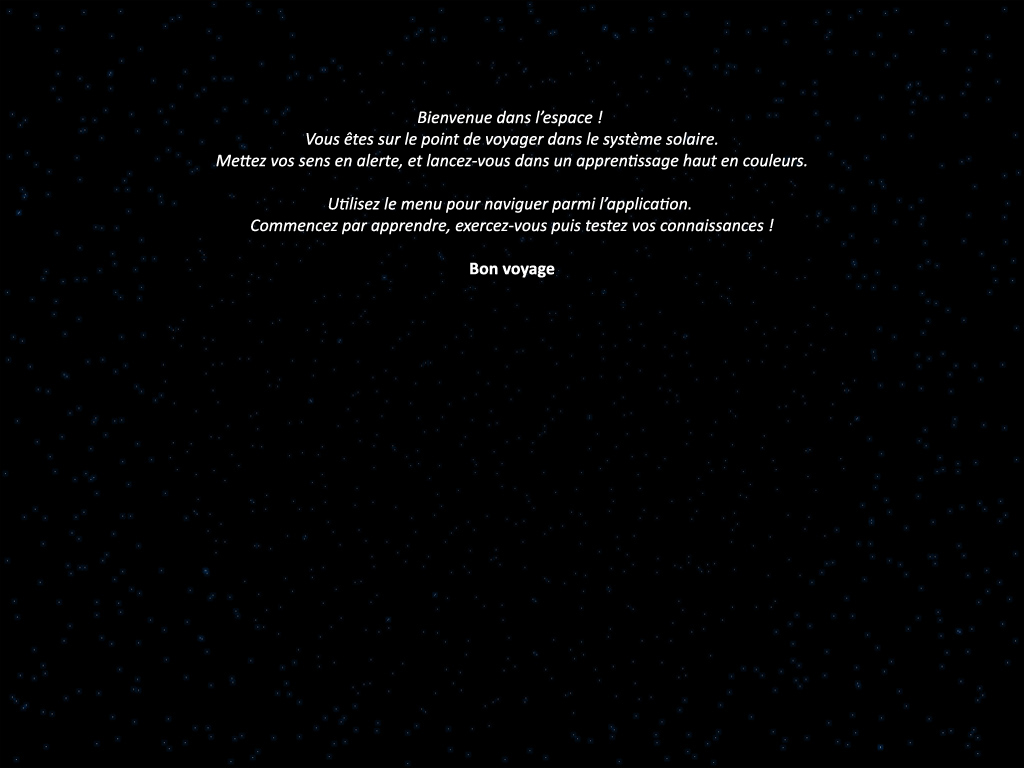 Bienvenue dans l’espace !
Vous êtes sur le point de voyager dans le système solaire.
Mettez vos sens en alerte, et lancez-vous dans un apprentissage haut en couleurs.
Utilisez le menu pour naviguer parmi l’application.
Commencez par apprendre, exercez-vous puis testez vos connaissances !
Bon voyage